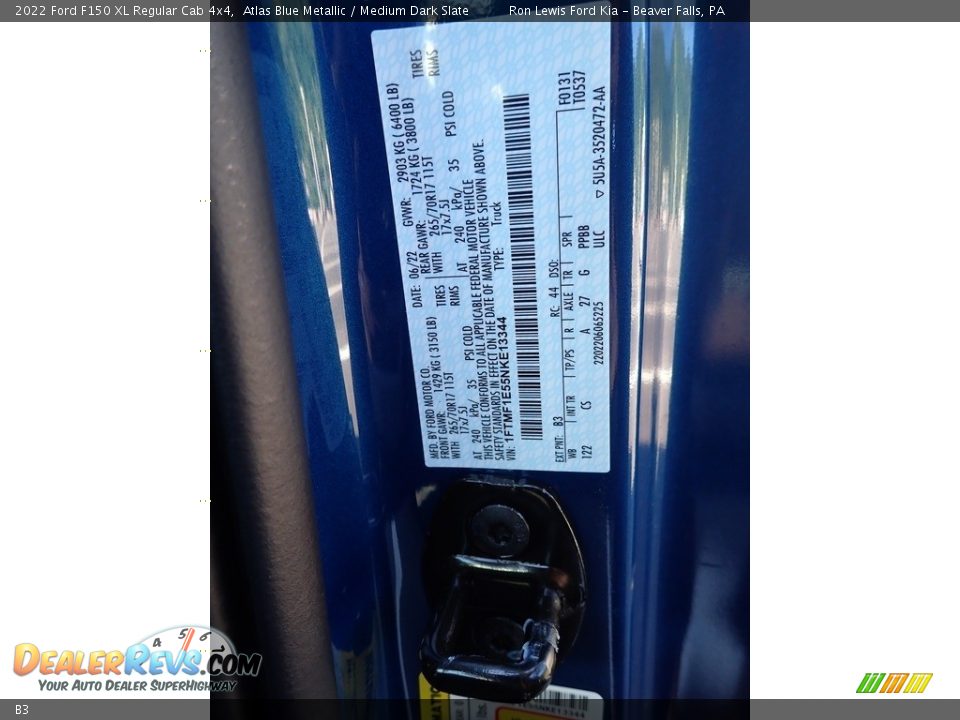 2022 Ford F150 XL Regular Cab 4x4, Atlas Blue Metallic / Medium Dark Slate Ron Lewis Ford Kia - Beaver Falls, PA
MFD. BY FORD MOTOR CO.
DATE: 06/22 GVWR: 2903 KG ( 6400 LB)
FRONT GAWR: 1429 KG ( 3150 LB)
REAR GAWR: 1724 KG ( 3800 LB)
WITH 265/70R17 115T TIRES
WITH 265/70R17 115T TIRES
17x7.5J RIMS
17x7.5J RIMS
AT 240 kPa/ 35 PSI COLD
AT 240 kPa/ 35 PSI COLD
THIS VEHICLE CONFORMS TO ALL APPLICABLE FEDERAL MOTOR VEHICLE
SAFETY STANDARDS IN EFFECT ON THE DATE OF MANUFACTURE SHOWN ABOVE.
VIN: 1FTMF1E55NKE13344 TYPE: Truck
F0131
T0537
EXT PNT: B3 RC: 44 DSO:
WB INT TR TP/PS R AXLE TR SPR
122 CS A 27 G PPBB
2202206065225 ULC ▽ 5U5A-3520472-AA
DealerRevs.com
Your Auto Dealer SuperHighway
4 5 6
B3